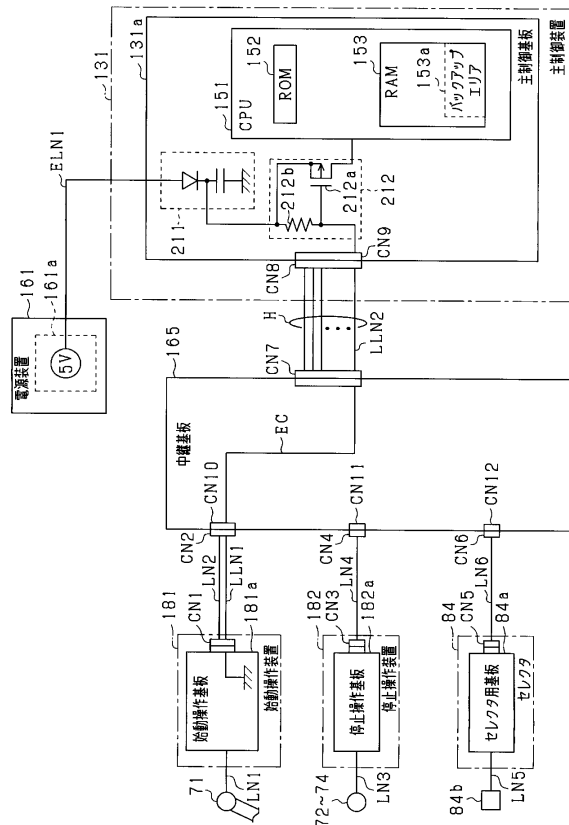 電源装置
161
161a
5V
ELN1
131
131a
主制御基板
主制御装置
151
CPU
152
ROM
153
RAM
153a
バックアップ
エリア
211
212b
212a
212
CN8
CN9
H
LLN2
CN7
165
中継基板
EC
CN10
CN2
LN2
LLN1
CN1
181
181a
始動操作基板
始動操作装置
71
LN1
CN11
CN4
LN4
CN3
182
182a
停止操作基板
停止操作装置
72~74
LN3
CN12
CN6
LN6
CN5
84
84a
セレクタ用基板
セレクタ
84b
LN5